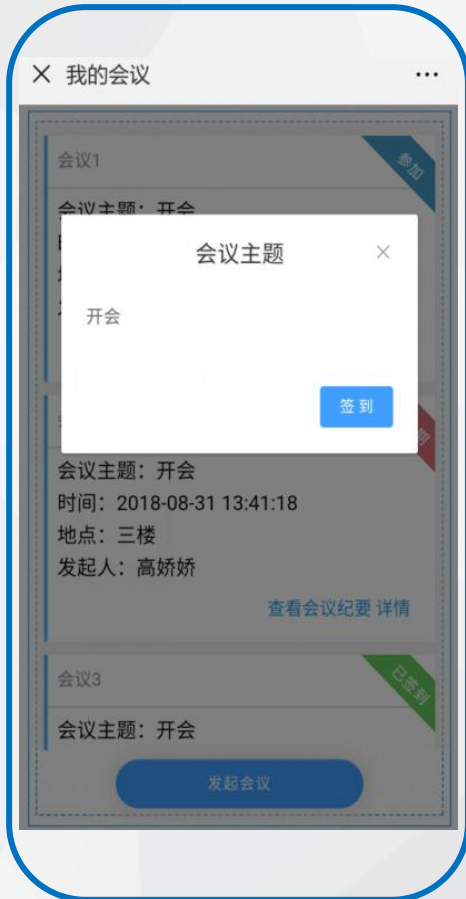 我的会议
会议1
参加
会议主题：开会
会议主题
开会
签到
期
会议主题：开会
时间：2018-08-31 13:41:18
地点：三楼
发起人：高娇娇
查看会议纪要 详情
会议3
已签到
会议主题：开会
发起会议